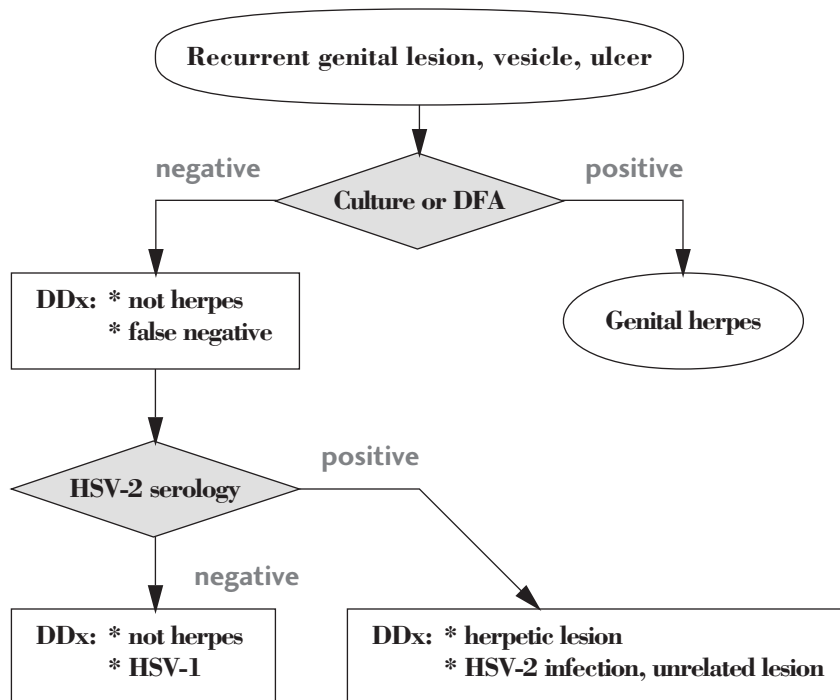 Recurrent genital lesion, vesicle, ulcer
negative
positive
Culture or DFA
DDx: * not herpes
* false negative
Genital herpes
positive
HSV-2 serology
negative
DDx: * not herpes
* HSV-1
DDx: * herpetic lesion
* HSV-2 infection, unrelated lesion